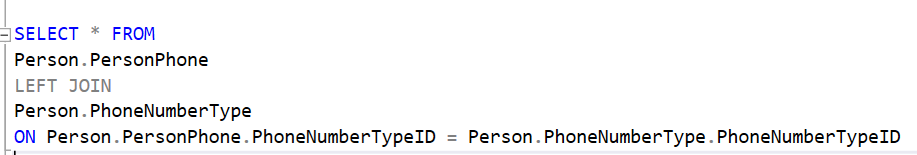 SELECT * FROM
Person.PersonPhone
LEFT JOIN
Person.PhoneNumberType
ON Person.PersonPhone.PhoneNumberTypeID = Person.PhoneNumberType.PhoneNumberTypeID